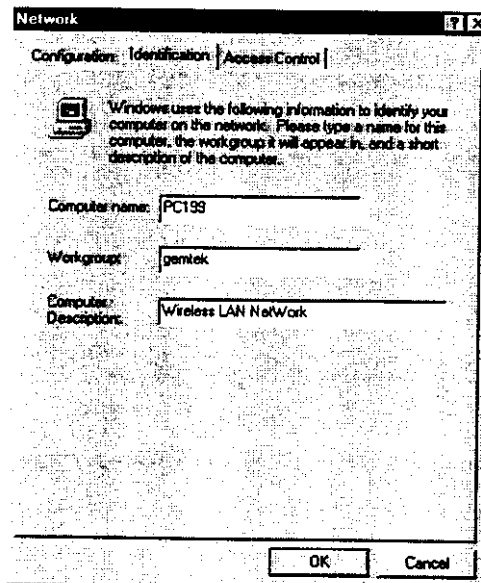 Network
Configuration Identification Access Control
Windows uses the following information to identify your
computer on the network. Please type a name for this
computer, the workgroup it will appear in, and a short
description of the computer.
Computer name: PC199
Workgroup: gemtek
Computer
Description: Wireless LAN NetWork
OK Cancel